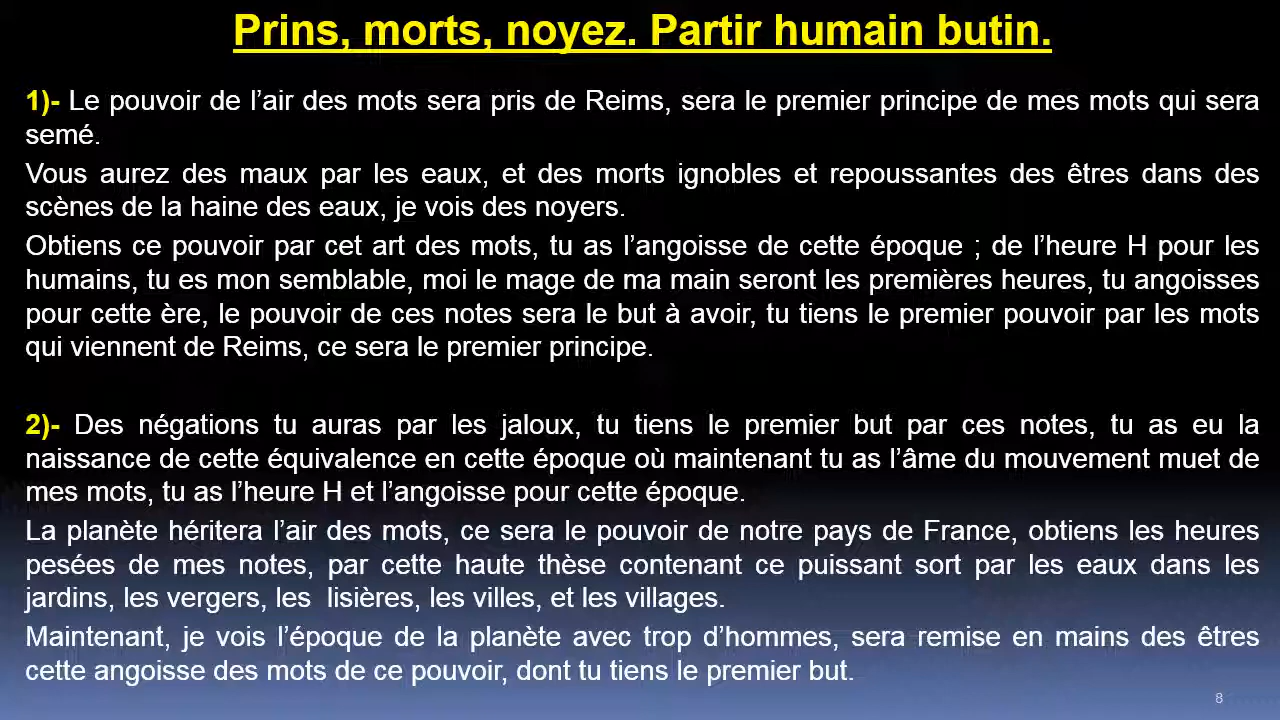 Prins, morts, noyez. Partir humain butin.
1)- Le pouvoir de l’air des mots sera pris de Reims, sera le premier principe de mes mots qui sera
semé.
Vous aurez des maux par les eaux, et des morts ignobles et repoussantes des êtres dans des
scènes de la haine des eaux, je vois des noyers.
Obtiens ce pouvoir par cet art des mots, tu as l’angoisse de cette époque ; de l’heure H pour les
humains, tu es mon semblable, moi le mage de ma main seront les premières heures, tu angoisses
pour cette ère, le pouvoir de ces notes sera le but à avoir, tu tiens le premier pouvoir par les mots
qui viennent de Reims, ce sera le premier principe.
2)- Des négations tu auras par les jaloux, tu tiens le premier but par ces notes, tu as eu la
naissance de cette équivalence en cette époque où maintenant tu as l’âme du mouvement muet de
mes mots, tu as l’heure H et l’angoisse pour cette époque.
La planète héritera l’air des mots, ce sera le pouvoir de notre pays de France, obtiens les heures
pesées de mes notes, par cette haute thèse contenant ce puissant sort par les eaux dans les
jardins, les vergers, les  lisières, les villes, et les villages.
Maintenant, je vois l’époque de la planète avec trop d’hommes, sera remise en mains des êtres
cette angoisse des mots de ce pouvoir, dont tu tiens le premier but.
8